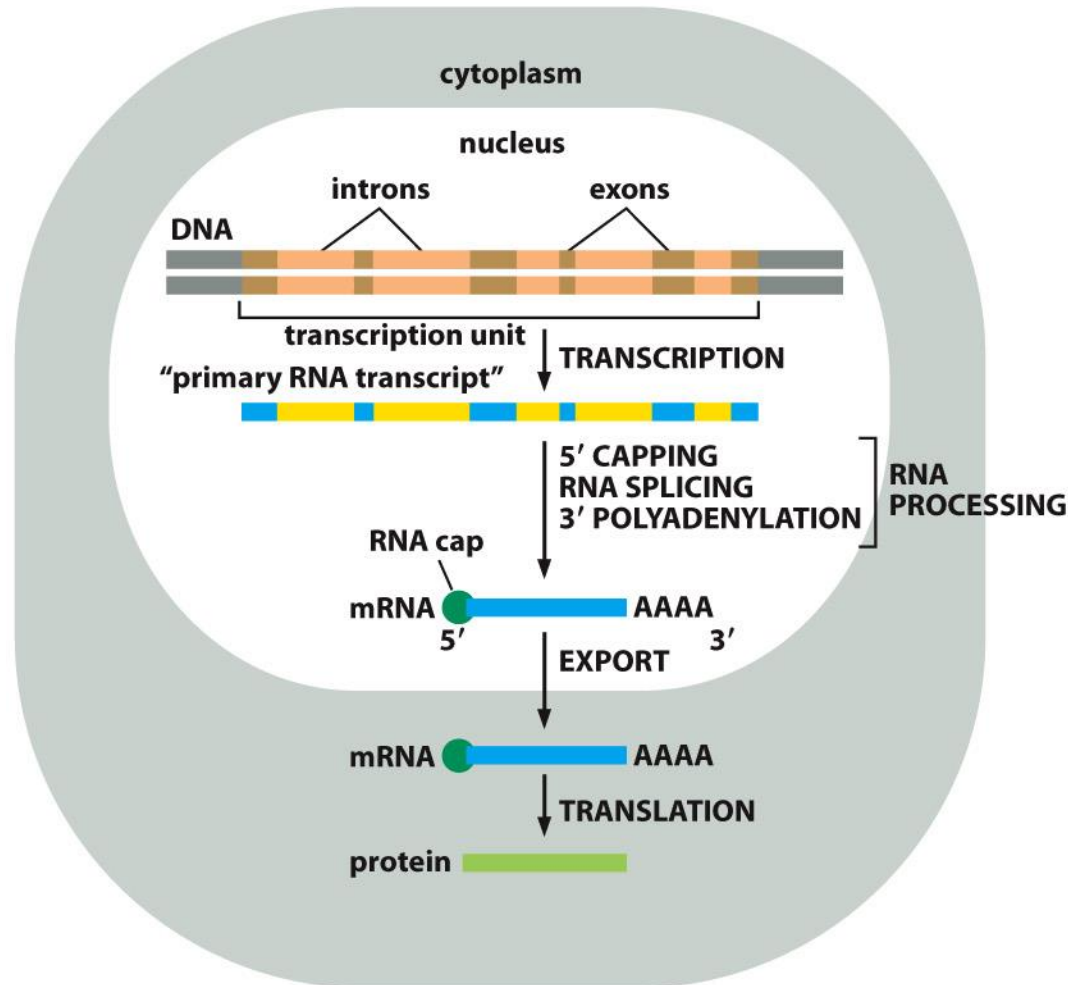 cytoplasm
nucleus
introns
exons
DNA
transcription unit
TRANSCRIPTION
“primary RNA transcript”
5′ CAPPING
RNA SPLICING
3′ POLYADENYLATION
RNA
PROCESSING
RNA cap
mRNA
AAAA
5′
3′
EXPORT
mRNA
AAAA
TRANSLATION
protein